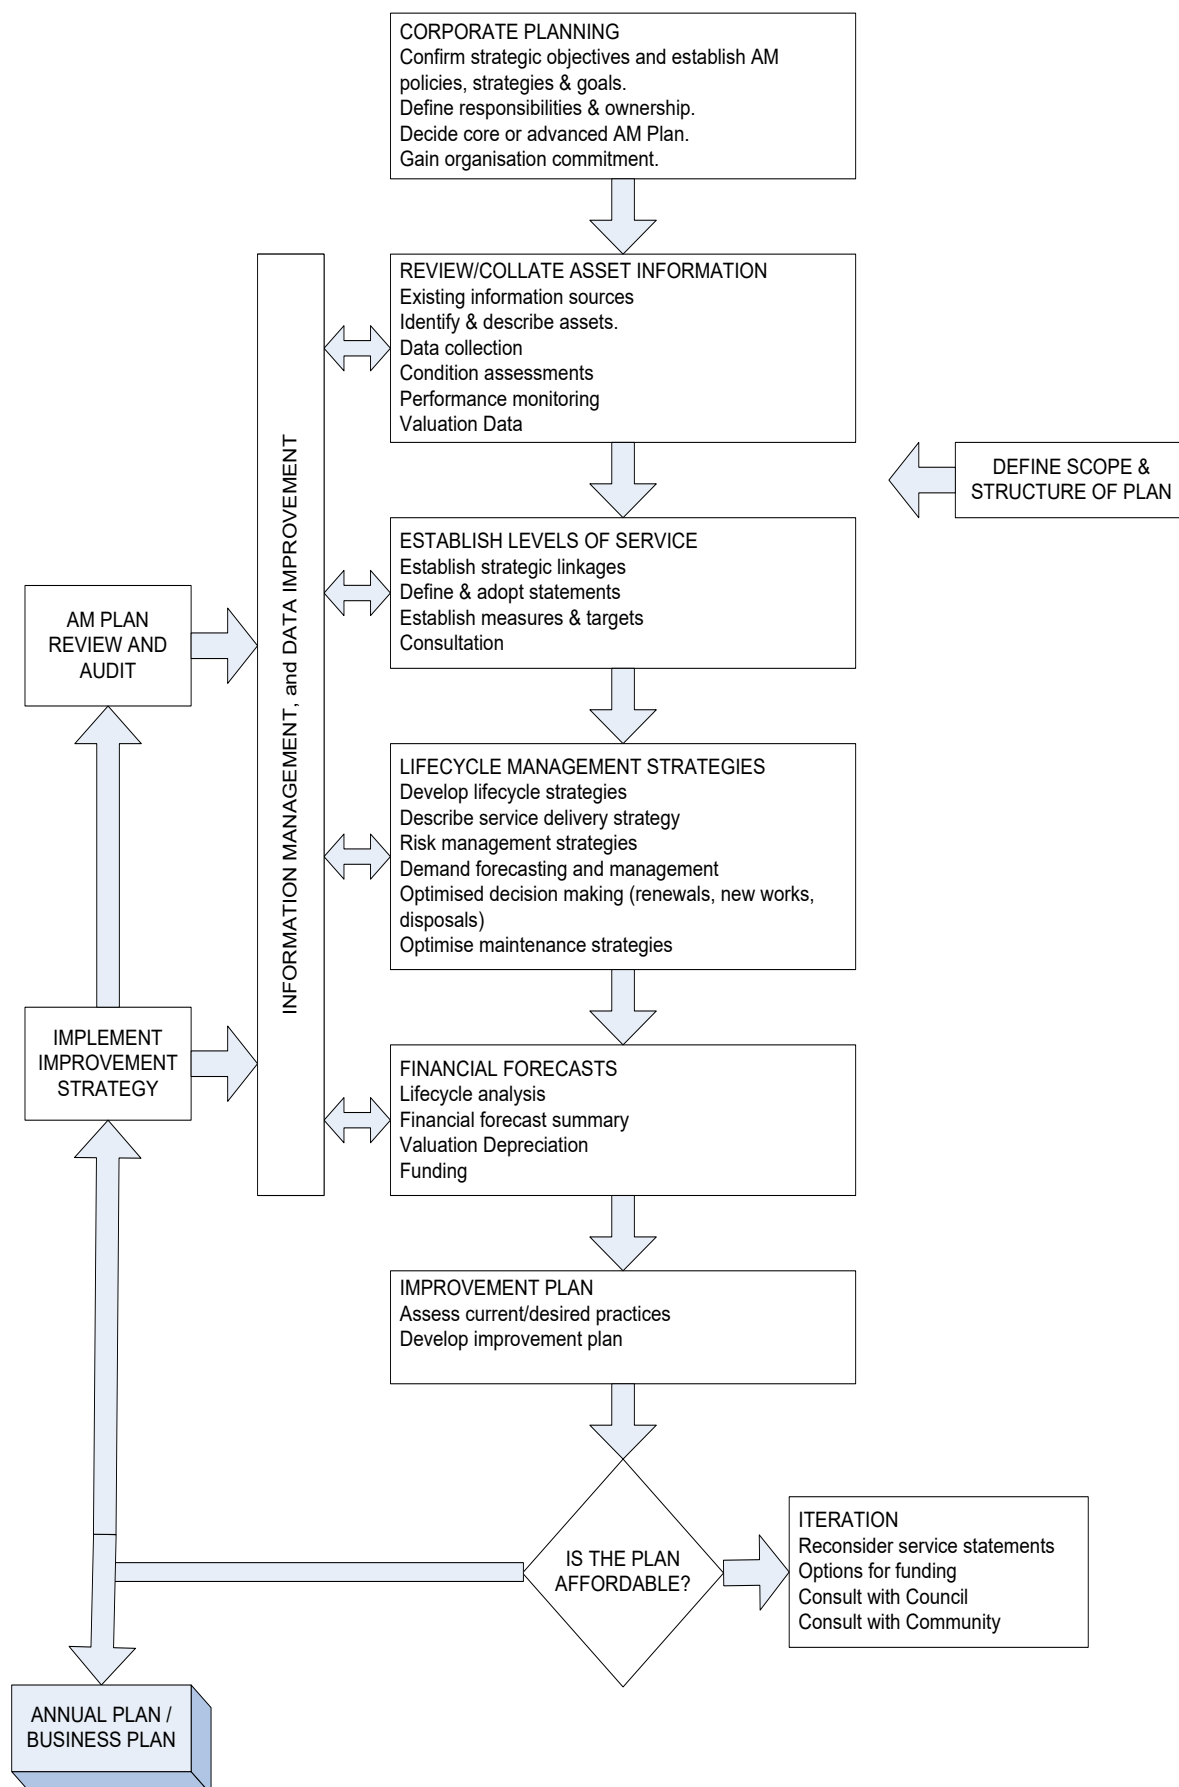 CORPORATE PLANNING
Confirm strategic objectives and establish AM
policies, strategies & goals.
Define responsibilities & ownership.
Decide core or advanced AM Plan.
Gain organisation commitment.
REVIEW/COLLATE ASSET INFORMATION
Existing information sources
Identify & describe assets.
Data collection
Condition assessments
Performance monitoring
Valuation Data
DEFINE SCOPE &
STRUCTURE OF PLAN
INFORMATION MANAGEMENT, and DATA IMPROVEMENT
ESTABLISH LEVELS OF SERVICE
Establish strategic linkages
Define & adopt statements
Establish measures & targets
Consultation
AM PLAN
REVIEW AND
AUDIT
LIFECYCLE MANAGEMENT STRATEGIES
Develop lifecycle strategies
Describe service delivery strategy
Risk management strategies
Demand forecasting and management
Optimised decision making (renewals, new works,
disposals)
Optimise maintenance strategies
IMPLEMENT
IMPROVEMENT
STRATEGY
FINANCIAL FORECASTS
Lifecycle analysis
Financial forecast summary
Valuation Depreciation
Funding
IMPROVEMENT PLAN
Assess current/desired practices
Develop improvement plan
IS THE PLAN
AFFORDABLE?
ITERATION
Reconsider service statements
Options for funding
Consult with Council
Consult with Community
ANNUAL PLAN /
BUSINESS PLAN